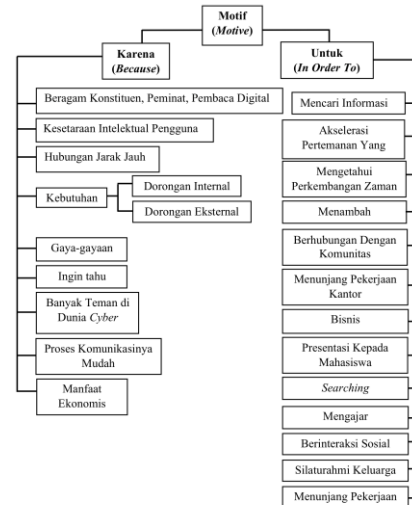 Motif
(Motive)
Karena
(Because)
Beragam Konstituen, Peminat, Pembaca Digital
Kesetaraan Intelektual Pengguna
Hubungan Jarak Jauh
Kebutuhan
Dorongan Internal
Dorongan Eksternal
Gaya-gayaan
Ingin tahu
Banyak Teman di
Dunia Cyber
Proses Komunikasinya
Mudah
Manfaat
Ekonomis
Untuk
(In Order To)
Mencari Informasi
Akselerasi
Pertemanan Yang
Mengetahui
Perkembangan Zaman
Menambah
Berhubungan Dengan
Komunitas
Menunjang Pekerjaan
Kantor
Bisnis
Presentasi Kepada
Mahasiswa
Searching
Mengajar
Berinteraksi Sosial
Silaturahmi Keluarga
Menunjang Pekerjaan